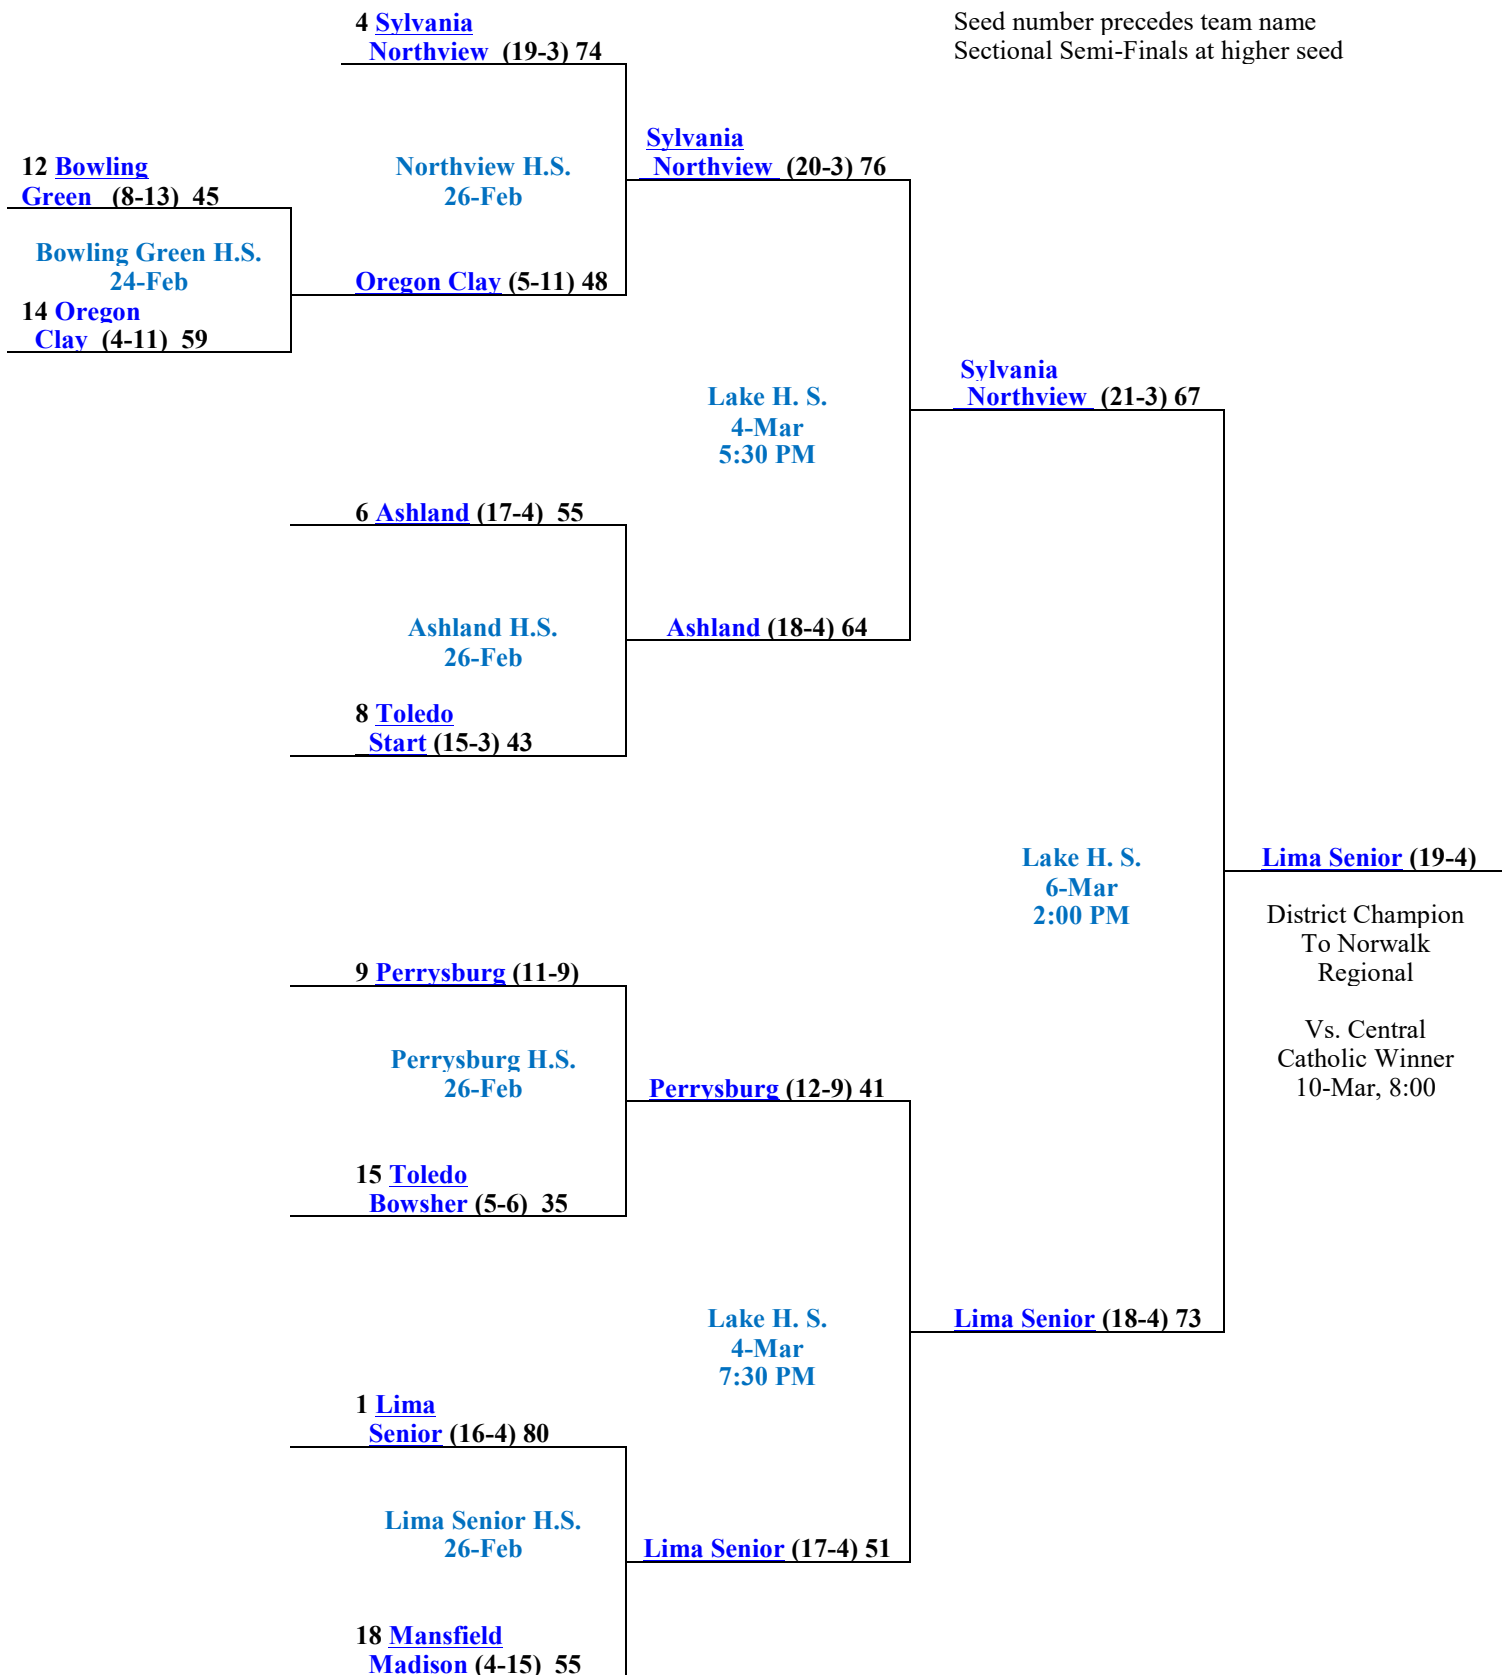 4 Sylvania
Northview (19-3) 74
Seed number precedes team name
Sectional Semi-Finals at higher seed
12 Bowling
Green (8-13) 45
Northview H.S.
26-Feb
Sylvania
Northview (20-3) 76
Bowling Green H.S.
24-Feb
14 Oregon
Clay (4-11) 59
Oregon Clay (5-11) 48
Lake H. S.
4-Mar
5:30 PM
Sylvania
Northview (21-3) 67
6 Ashland (17-4) 55
Ashland H.S.
26-Feb
Ashland (18-4) 64
8 Toledo
Start (15-3) 43
Lake H. S.
6-Mar
2:00 PM
Lima Senior (19-4)
District Champion
To Norwalk
Regional
Vs. Central
Catholic Winner
10-Mar, 8:00
9 Perrysburg (11-9)
Perrysburg H.S.
26-Feb
Perrysburg (12-9) 41
15 Toledo
Bowsher (5-6) 35
Lake H. S.
4-Mar
7:30 PM
Lima Senior (18-4) 73
1 Lima
Senior (16-4) 80
Lima Senior H.S.
26-Feb
Lima Senior (17-4) 51
18 Mansfield
Madison (4-15) 55